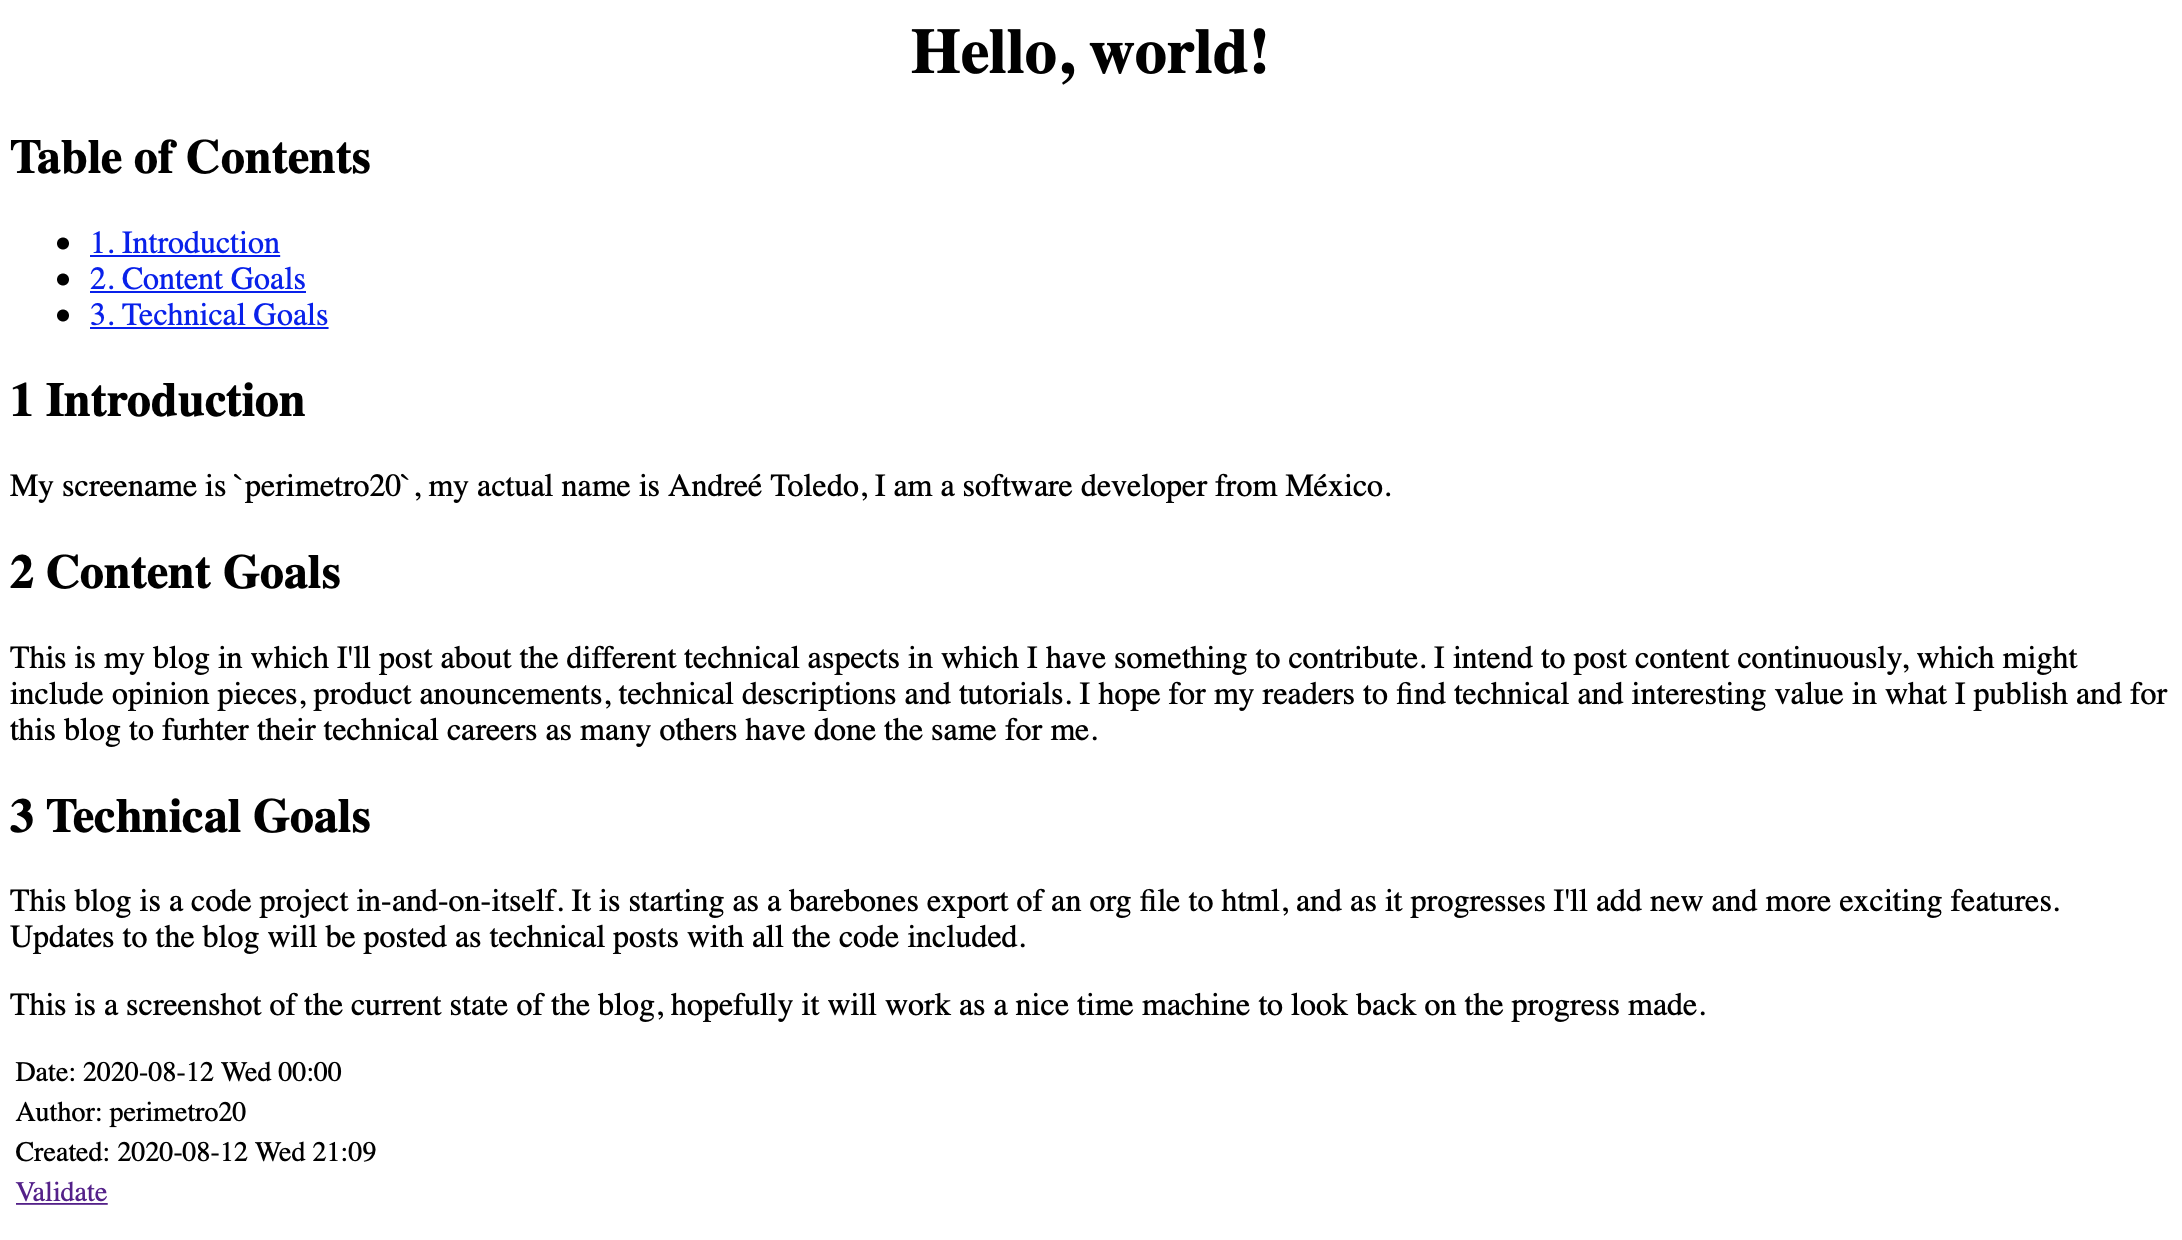 Hello, world!
Table of Contents
1. Introduction
2. Content Goals
3. Technical Goals
1 Introduction
My screename is `perimetro20`, my actual name is Andreé Toledo, I am a software developer from México.
2 Content Goals
This is my blog in which I'll post about the different technical aspects in which I have something to contribute. I intend to post content continuously, which might
include opinion pieces, product anouncements, technical descriptions and tutorials. I hope for my readers to find technical and interesting value in what I publish and for
this blog to furhter their technical careers as many others have done the same for me.
3 Technical Goals
This blog is a code project in-and-on-itself. It is starting as a barebones export of an org file to html, and as it progresses I'll add new and more exciting features.
Updates to the blog will be posted as technical posts with all the code included.
This is a screenshot of the current state of the blog, hopefully it will work as a nice time machine to look back on the progress made.
Date: 2020-08-12 Wed 00:00
Author: perimetro20
Created: 2020-08-12 Wed 21:09
Validate